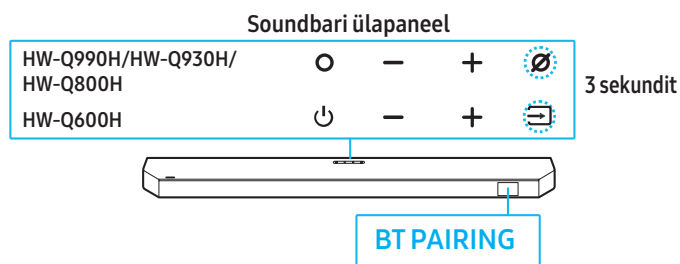 Soundbari ülapaneel
HW-Q990H/HW-Q930H/
HW-Q800H
3 sekundit
HW-Q600H
BT PAIRING